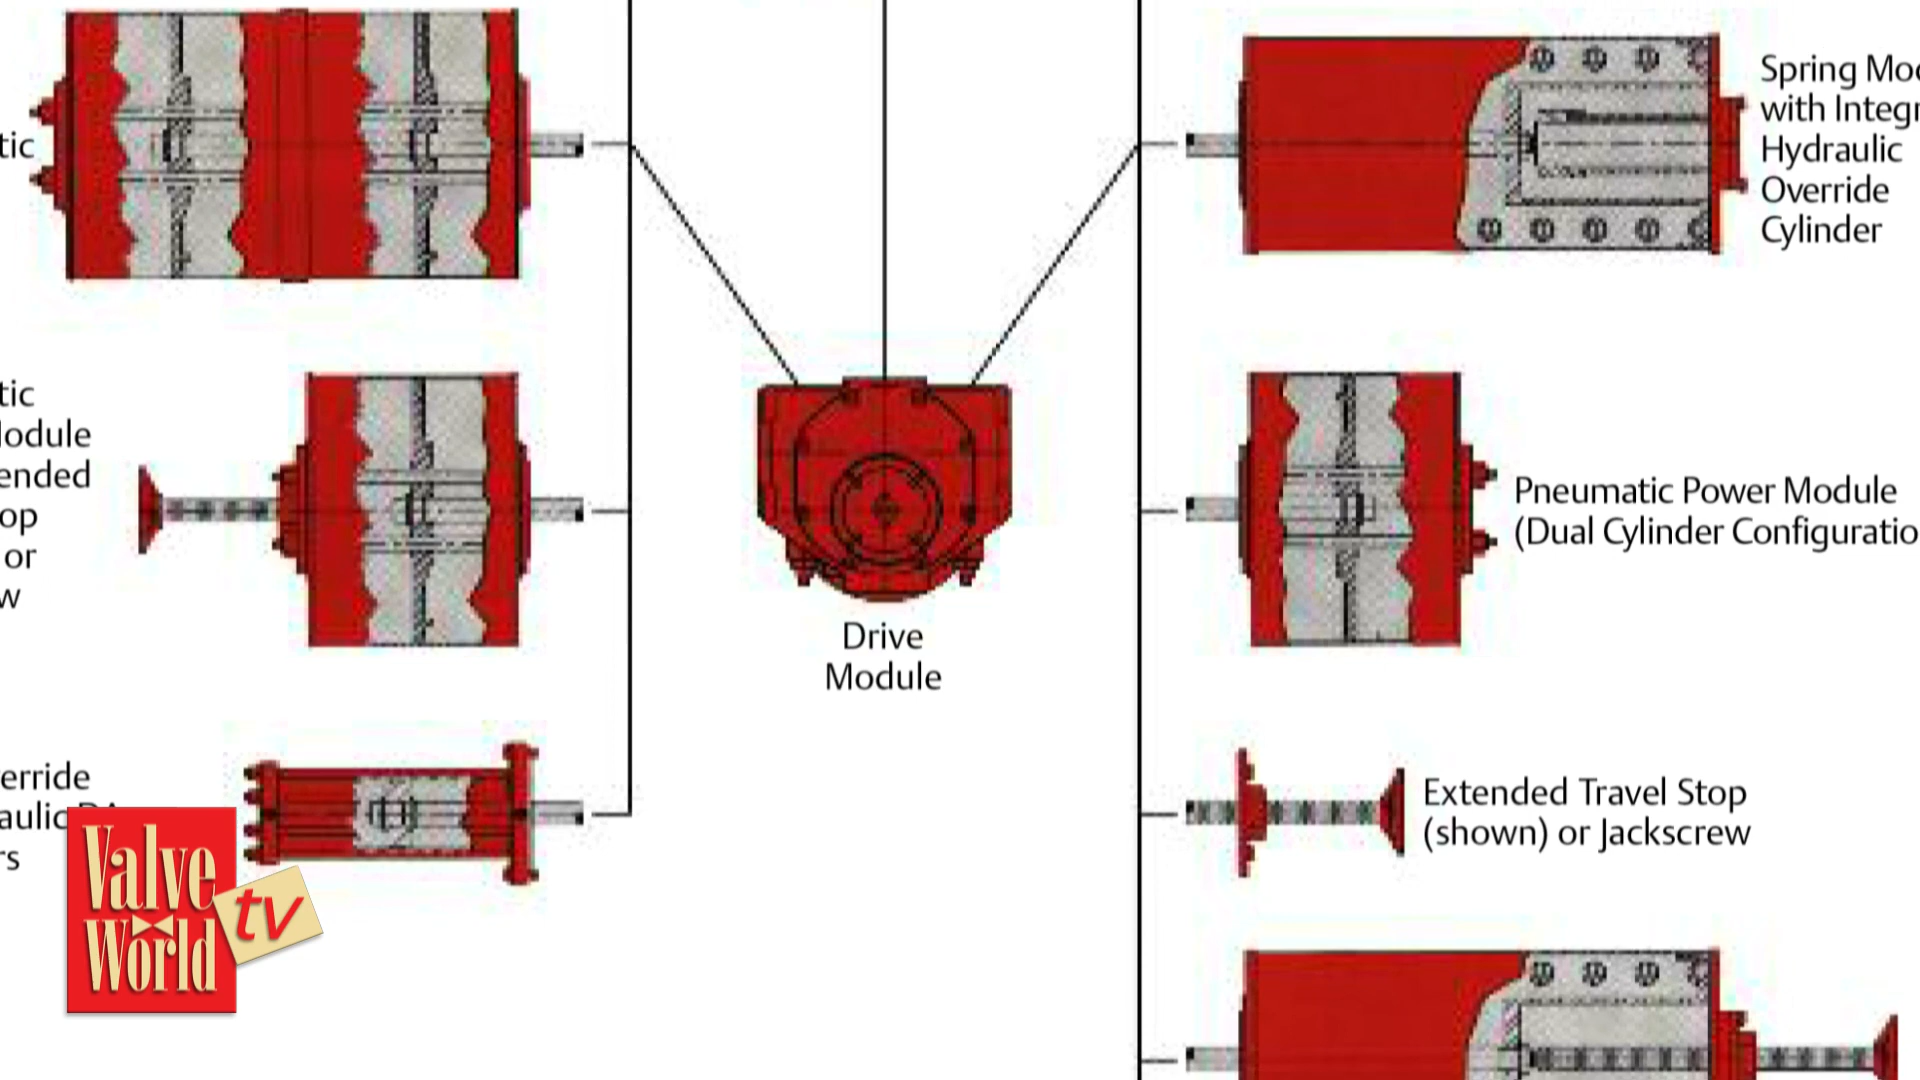 tic
Spring Mod
with Integr
Hydraulic
Override
Cylinder
tic
Module
ended
op
or
w
Pneumatic Power Module
(Dual Cylinder Configuratio
Drive
Module
Extended Travel Stop
(shown) or Jackscrew
erride
aulic
rs
Valve
World
tv